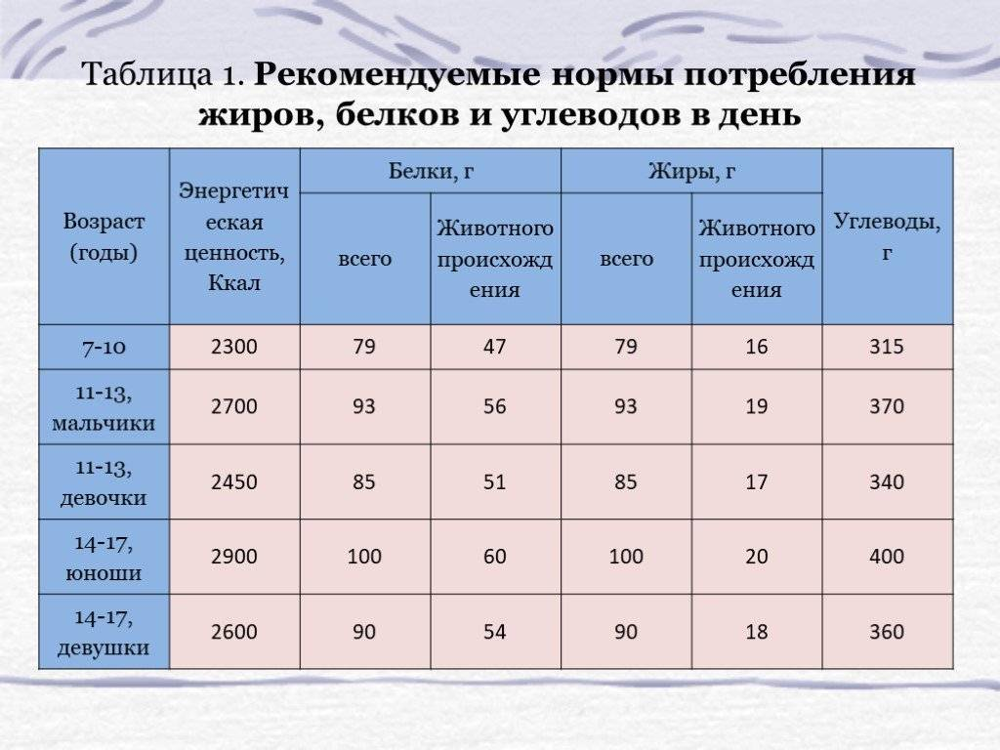 Таблица 1. Рекомендуемые нормы потребления
жиров, белков и углеводов в день
Возраст
(годы)
Энергетич
еская
ценность,
Ккал
Белки, г
Жиры, г
Углеводы,
г
всего
Животного
происхожд
ения
всего
Животного
происхожд
ения
7-10 2300 79 47 79 16 315
11-13,
мальчики
2700 93 56 93 19 370
11-13,
девочки
2450 85 51 85 17 340
14-17,
юноши
2900 100 60 100 20 400
14-17,
девушки
2600 90 54 90 18 360